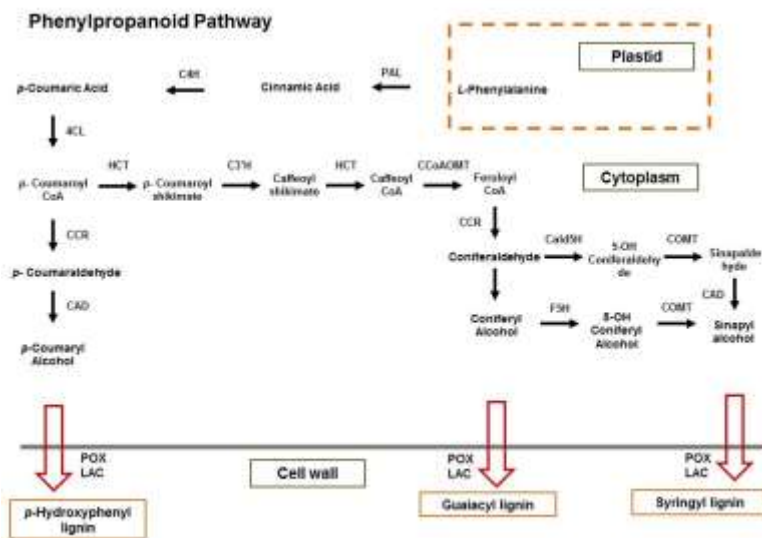 Phenylpropanoid Pathway
Plastid
C4H
PAL
p-Coumaric Acid
Cinnamic Acid
L-Phenylalanine
4CL
HCT
C3'H
HCT
CCoAOMT
Cytoplasm
p- Coumaroyl
CoA
p- Coumaroyl
shikimate
Caffeoyl
shikimate
Caffeoyl
CoA
Feruloyl
CoA
CCR
CCR
Cald5H
COMT
p- Coumaraldehyde
Coniferaldehyde
5-OH
Coniferaldehy
de
Sinapalde
hyde
CAD
F5H
COMT
CAD
p-Coumaryl
Alcohol
Coniferyl
Alcohol
5-OH
Coniferyl
Alcohol
Sinapyl
alcohol
POX
LAC
Cell wall
POX
LAC
POX
LAC
p-Hydroxyphenyl
lignin
Guaiacyl lignin
Syringyl lignin